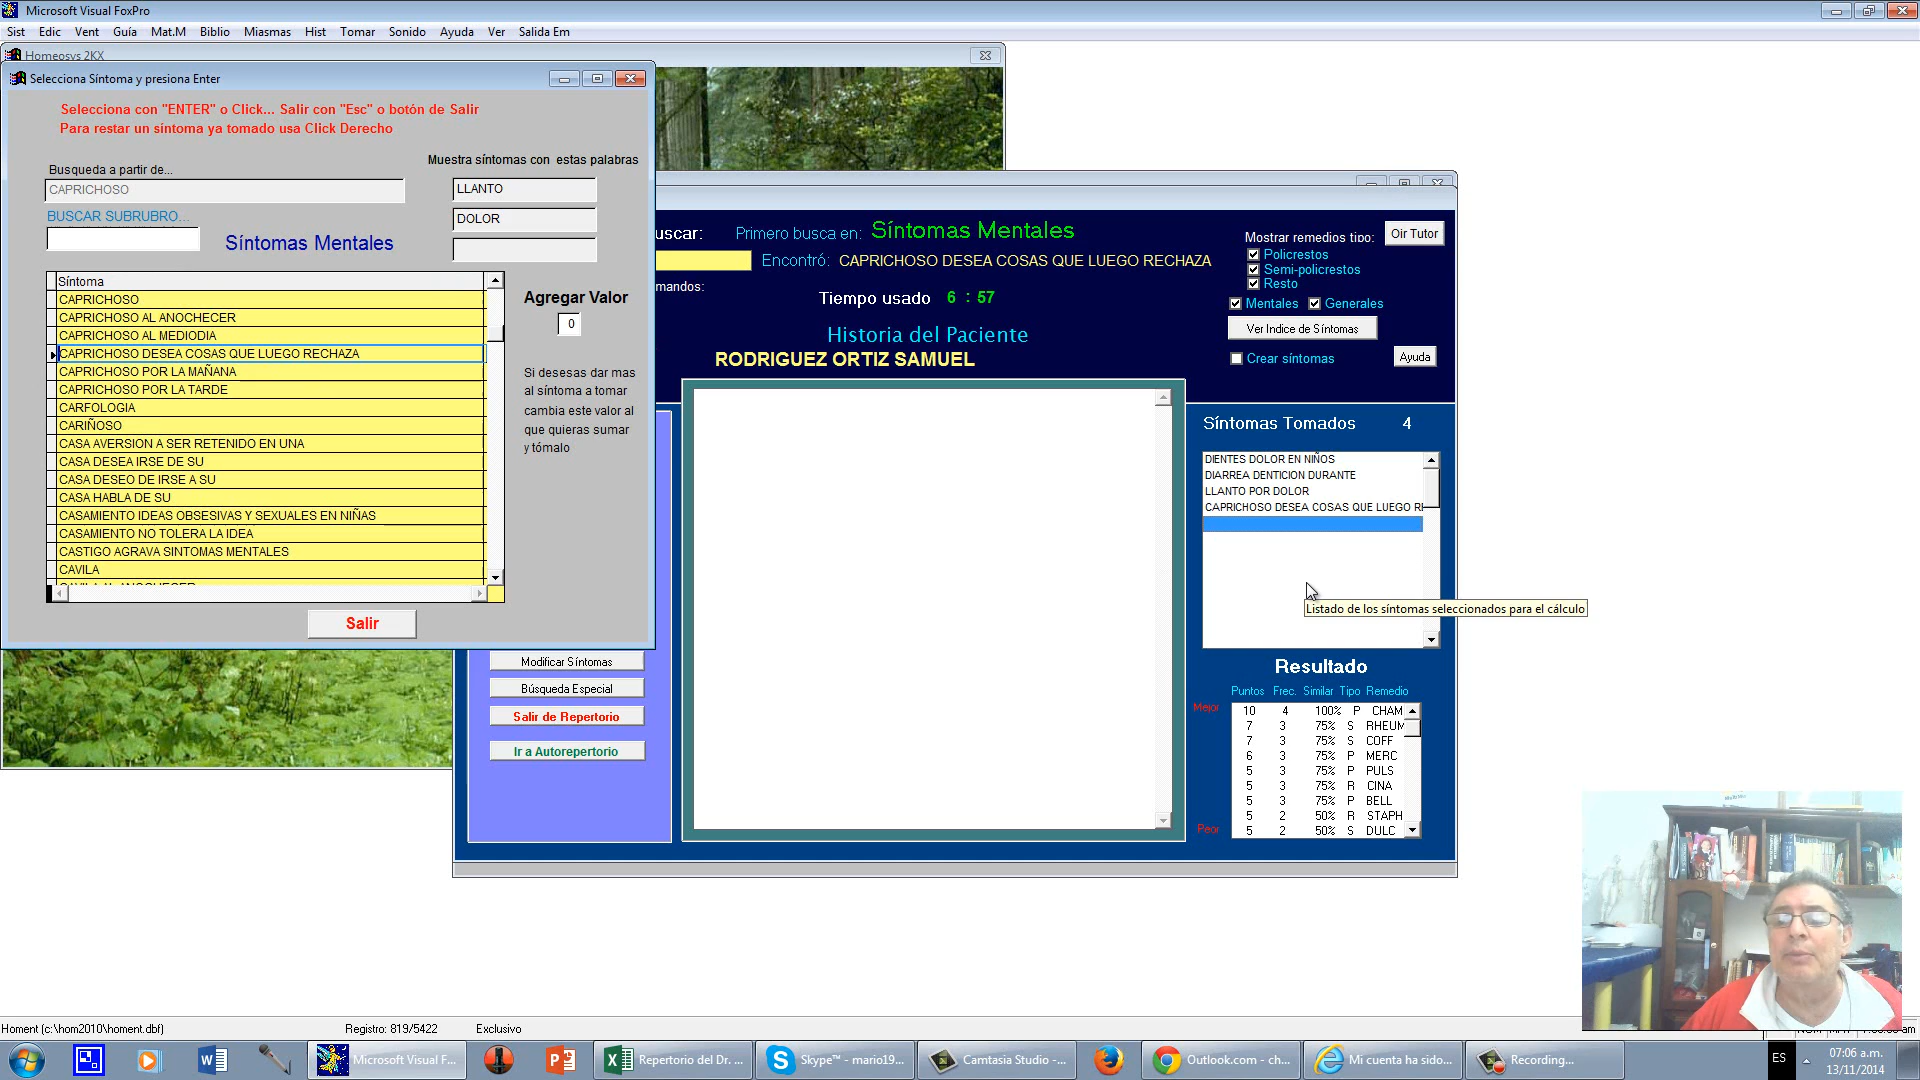 Microsoft Visual FoxPro
Sist Edic Vent Guía Mat.M Biblio Miasmas Hist Tomar Sonido Ayuda Ver Salida Em
Homeosys 2KX
Selecciona Síntoma y presiona Enter
Selecciona con "ENTER" o Click... Salir con "Esc" o botón de Salir
Para restar un síntoma ya tomado usa Click Derecho
Muestra síntomas con estas palabras
Busqueda a partir de...
CAPRICHOSO
LLANTO
BUSCAR SUBRUBRO...
DOLOR
Síntomas Mentales
Síntoma
CAPRICHOSO
CAPRICHOSO AL ANOCHECER
CAPRICHOSO AL MEDIODIA
CAPRICHOSO DESEA COSAS QUE LUEGO RECHAZA
CAPRICHOSO POR LA MAÑANA
CAPRICHOSO POR LA TARDE
CARFOLOGIA
CARIÑOSO
CASA AVERSION A SER RETENIDO EN UNA
CASA DESEA IRSE DE SU
CASA DESEO DE IRSE A SU
CASA HABLA DE SU
CASAMIENTO IDEAS OBSESIVAS Y SEXUALES EN NIÑAS
CASAMIENTO NO TOLERA LA IDEA
CASTIGO AGRAVA SINTOMAS MENTALES
CAVILA
CAVILA AL ANOCHECER
Agregar Valor
0
Si desesas dar mas
al síntoma a tomar
cambia este valor al
que quieras sumar
y tómalo
Salir
uscar:
Primero busca en: Síntomas Mentales
Encontró: CAPRICHOSO DESEA COSAS QUE LUEGO RECHAZA
mandos:
Tiempo usado 6 : 57
Historia del Paciente
RODRIGUEZ ORTIZ SAMUEL
Mostrar remedios tipo:
Oir Tutor
Policrestos
Semi-policrestos
Resto
Mentales Generales
Ver Indice de Síntomas
Crear síntomas
Ayuda
Síntomas Tomados 4
DIENTES DOLOR EN NIÑOS
DIARREA DENTICION DURANTE
LLANTO POR DOLOR
CAPRICHOSO DESEA COSAS QUE LUEGO RE
Listado de los síntomas seleccionados para el cálculo
Modificar Síntomas
Búsqueda Especial
Salir de Repertorio
Ir a Autorepertorio
Resultado
Puntos Frec. Similar Tipo Remedio
Mejor
10 4 100% P CHAM
7 3 75% S RHEUM
7 3 75% S COFF
6 3 75% P MERC
5 3 75% P PULS
5 3 75% R CINA
5 3 75% P BELL
5 2 50% R STAPH
5 2 50% S DULC
Peor
Homent (c:\hom2010\homent.dbf)
Registro: 819/5422
Exclusivo
Microsoft Visual F...
Repertorio del Dr. ...
Skype™ - mario19...
Camtasia Studio -...
Outlook.com - ch...
Mi cuenta ha sido...
Recording...
ES
07:06 a.m.
13/11/2014